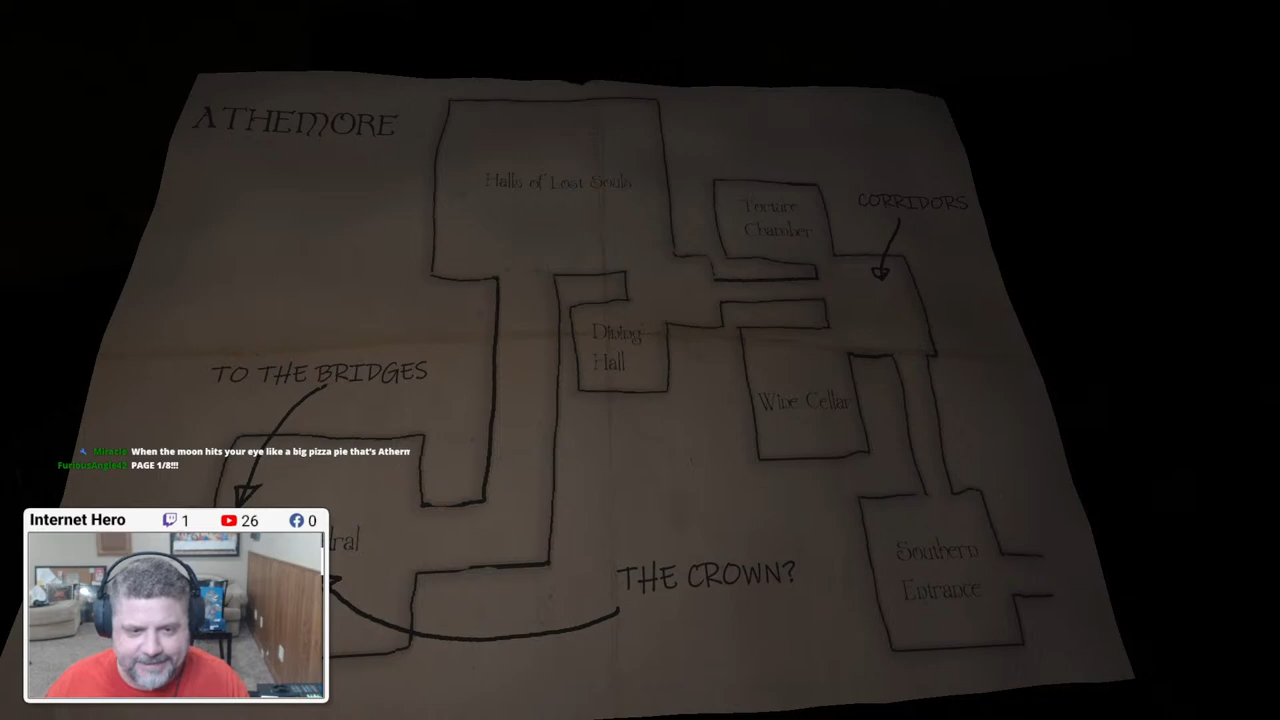 ATHEMORE
Halls of Lost Souls
Torture
Chamber
CORRIDORS
Dining
Hall
TO THE BRIDGES
Wine Cellar
Miracle When the moon hits your eye like a big pizza pie that's Athem
FuriousAngle42 PAGE 1/8!!!
Internet Hero 1 26 0
dral
THE CROWN?
Southern
Entrance